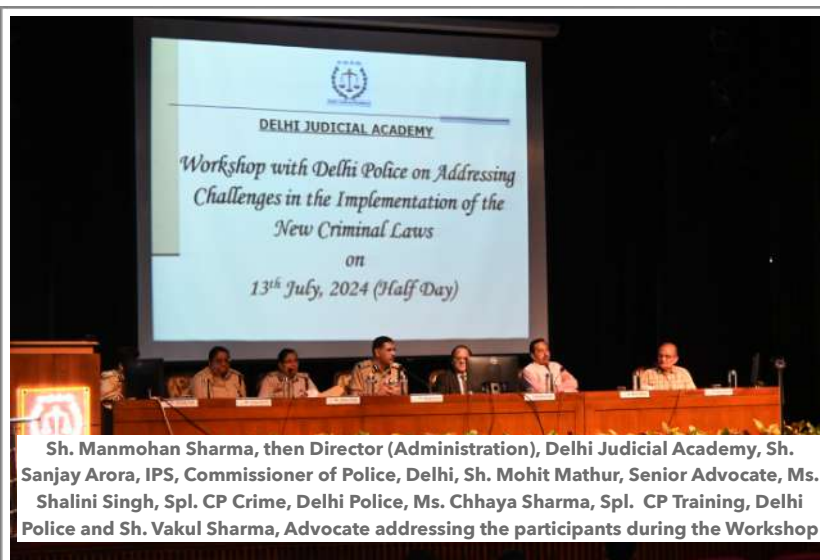 DELHI JUDICIAL ACADEMY
Workshop with Delhi Police on Addressing
Challenges in the Implementation of the
New Criminal Laws
on
13th July, 2024 (Half Day)
Sh. Manmohan Sharma, then Director (Administration), Delhi Judicial Academy, Sh.
Sanjay Arora, IPS, Commissioner of Police, Delhi, Sh. Mohit Mathur, Senior Advocate, Ms.
Shalini Singh, Spl. CP Crime, Delhi Police, Ms. Chhaya Sharma, Spl. CP Training, Delhi
Police and Sh. Vakul Sharma, Advocate addressing the participants during the Workshop